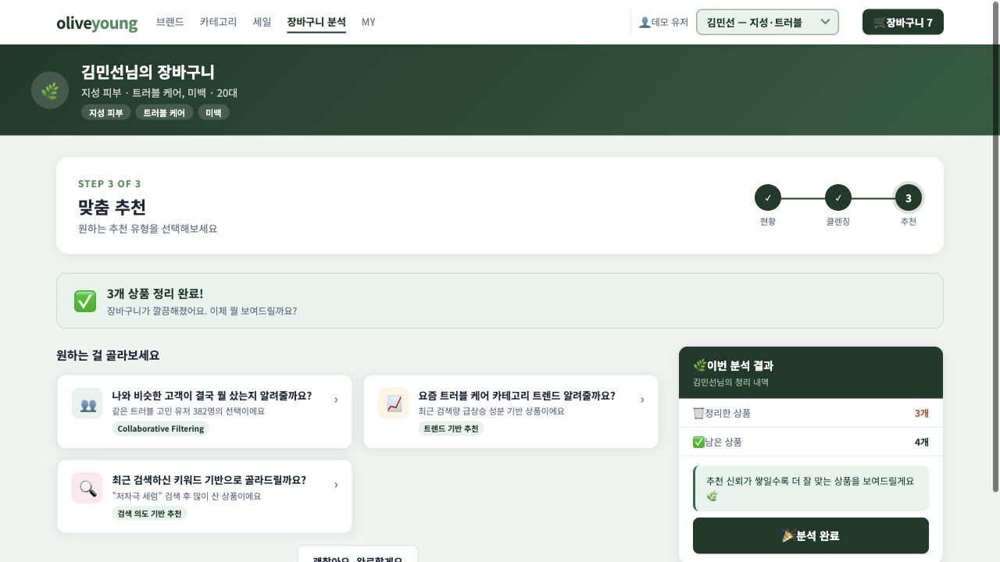 oliveyoung
브랜드
카테고리
세일
장바구니 분석
MY
데모 유저
김민선 — 지성·트러블
장바구니 7
김민선님의 장바구니
지성 피부 · 트러블 케어, 미백 · 20대
지성 피부
트러블 케어
미백
STEP 3 OF 3
맞춤 추천
원하는 추천 유형을 선택해보세요
✓
✓
3
현황
클렌징
추천
3개 상품 정리 완료!
장바구니가 깔끔해졌어요. 이제 뭘 보여드릴까요?
원하는 걸 골라보세요
나와 비슷한 고객이 결국 뭘 샀는지 알려줄까요?
같은 트러블 고민 유저 382명의 선택이에요
Collaborative Filtering
›
요즘 트러블 케어 카테고리 트렌드 알려줄까요?
최근 검색량 급상승 성분 기반 상품이에요
트렌드 기반 추천
›
최근 검색하신 키워드 기반으로 골라드릴까요?
"저자극 세럼" 검색 후 많이 산 상품이에요
검색 의도 기반 추천
›
괜찮아요, 완료할게요
이번 분석 결과
김민선님의 정리 내역
정리한 상품
3개
남은 상품
4개
추천 신뢰가 쌓일수록 더 잘 맞는 상품을 보여드릴게요
분석 완료